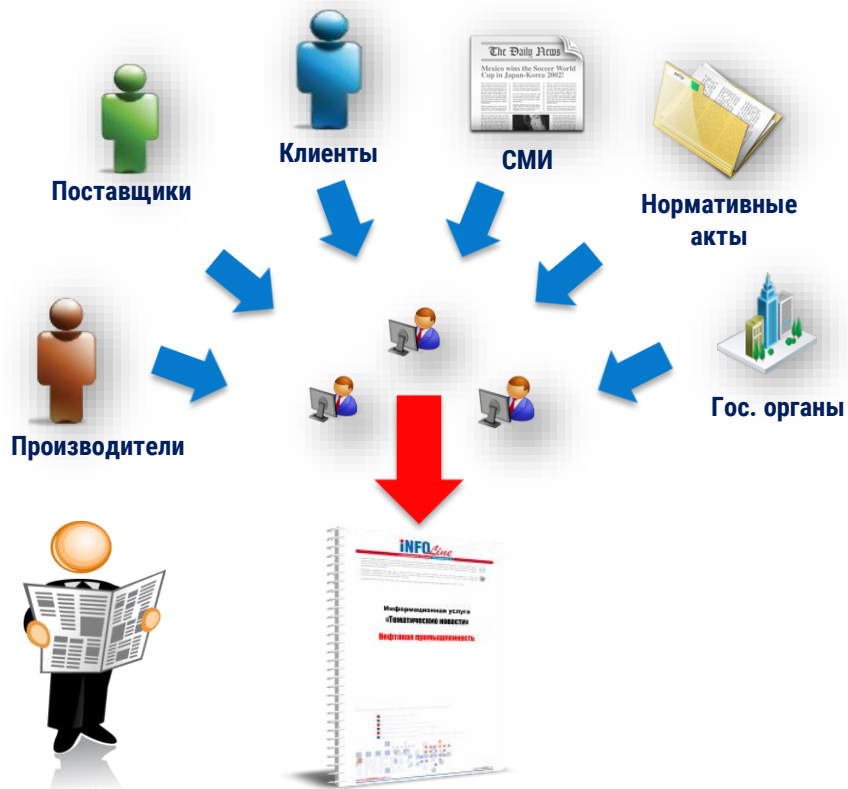 Клиенты
The Daily News
Mexico wins the Soccer World
Cup in Japan-Korea 2002!
СМИ
Поставщики
Нормативные
акты
Гос. органы
Производители
iNFOLine
Информационная услуга
«Тематические новости»
Нефтяная промышленность